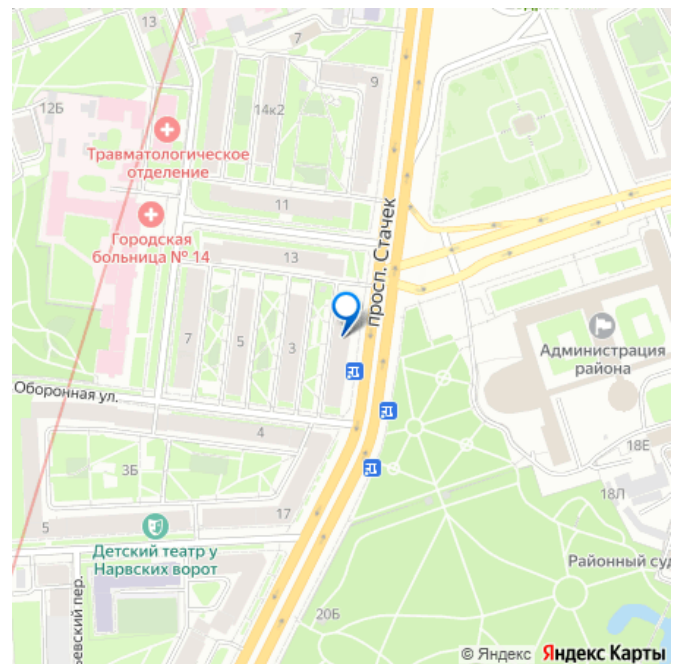 13
7
12Б
14к2
9
Травматологическое
отделение
11
просп. Стачек
Городская
больница № 14
13
7
5
3
Администрация
района
Оборонная ул.
4
18Е
3Б
18Л
17
5
Детский театр у
Нарвских ворот
Районный суд
20Б
ьевский пер.
© Яндекс Яндекс Карты